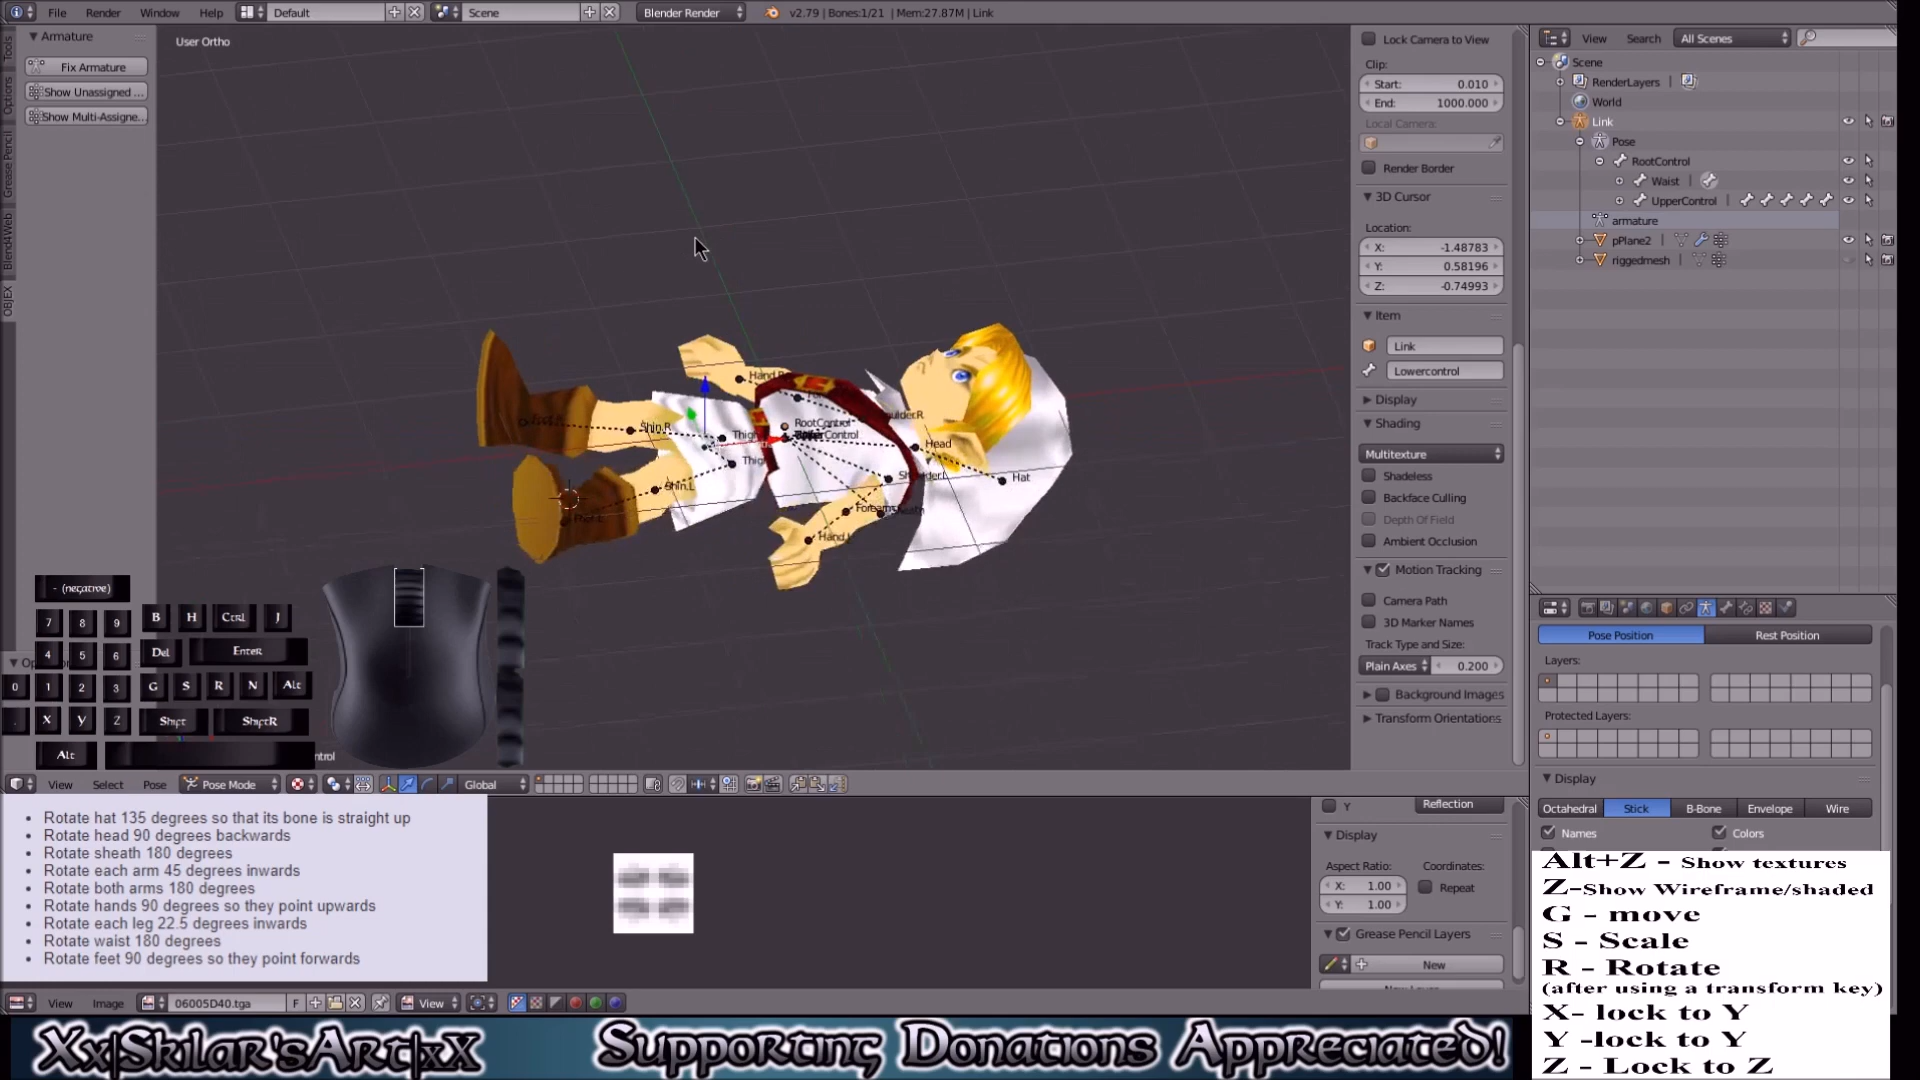 File Render Window Help Default Scene Blender Render v2.79 | Bones:1/21 | Mem:27.87M | Link
Armature
Fix Armature
Show Unassigned ...
Show Multi-Assigne...
Tools
Options
Grease Pencil
Blend4Web
OBJEX
User Ortho
Hand.R
RootControl
Head
Hat
Shin.R
Shin.L
Lock Camera to View
Clip:
Start: 0.010
End: 1000.000
Local Camera:
Render Border
3D Cursor
Location:
X: -1.48783
Y: 0.58196
Z: -0.74993
Item
Link
Lowercontrol
Display
Shading
Multitexture
Shadeless
Backface Culling
Depth Of Field
Ambient Occlusion
Motion Tracking
Camera Path
3D Marker Names
Track Type and Size:
Plain Axes 0.200
Background Images
Transform Orientations
View Search All Scenes
Scene
RenderLayers |
World
Link
Pose
RootControl
Waist |
UpperControl |
armature
pPlane2 |
riggedmesh |
Pose Position Rest Position
Layers:
Protected Layers:
Display
Octahedral Stick B-Bone Envelope Wire
Names Colors
- (negative)
7 8 9 B H Ctrl J
4 5 6 Del Enter
0 1 2 3 G S R N Alt
. X Y Z Shift ShiftR
Alt
View Select Pose Pose Mode Global
• Rotate hat 135 degrees so that its bone is straight up
• Rotate head 90 degrees backwards
• Rotate sheath 180 degrees
• Rotate each arm 45 degrees inwards
• Rotate both arms 180 degrees
• Rotate hands 90 degrees so they point upwards
• Rotate each leg 22.5 degrees inwards
• Rotate waist 180 degrees
• Rotate feet 90 degrees so they point forwards
Y Reflection
Display
Aspect Ratio: Coordinates:
X: 1.00 Repeat
Y: 1.00
Grease Pencil Layers
New
View Image 06005D40.tga F View
Alt+Z - Show textures
Z-Show Wireframe/shaded
G - move
S - Scale
R - Rotate
(after using a transform key)
X- lock to Y
Y -lock to Y
Z - Lock to Z
Xx|Skilar'sArt|xX Supporting Donations Appreciated!